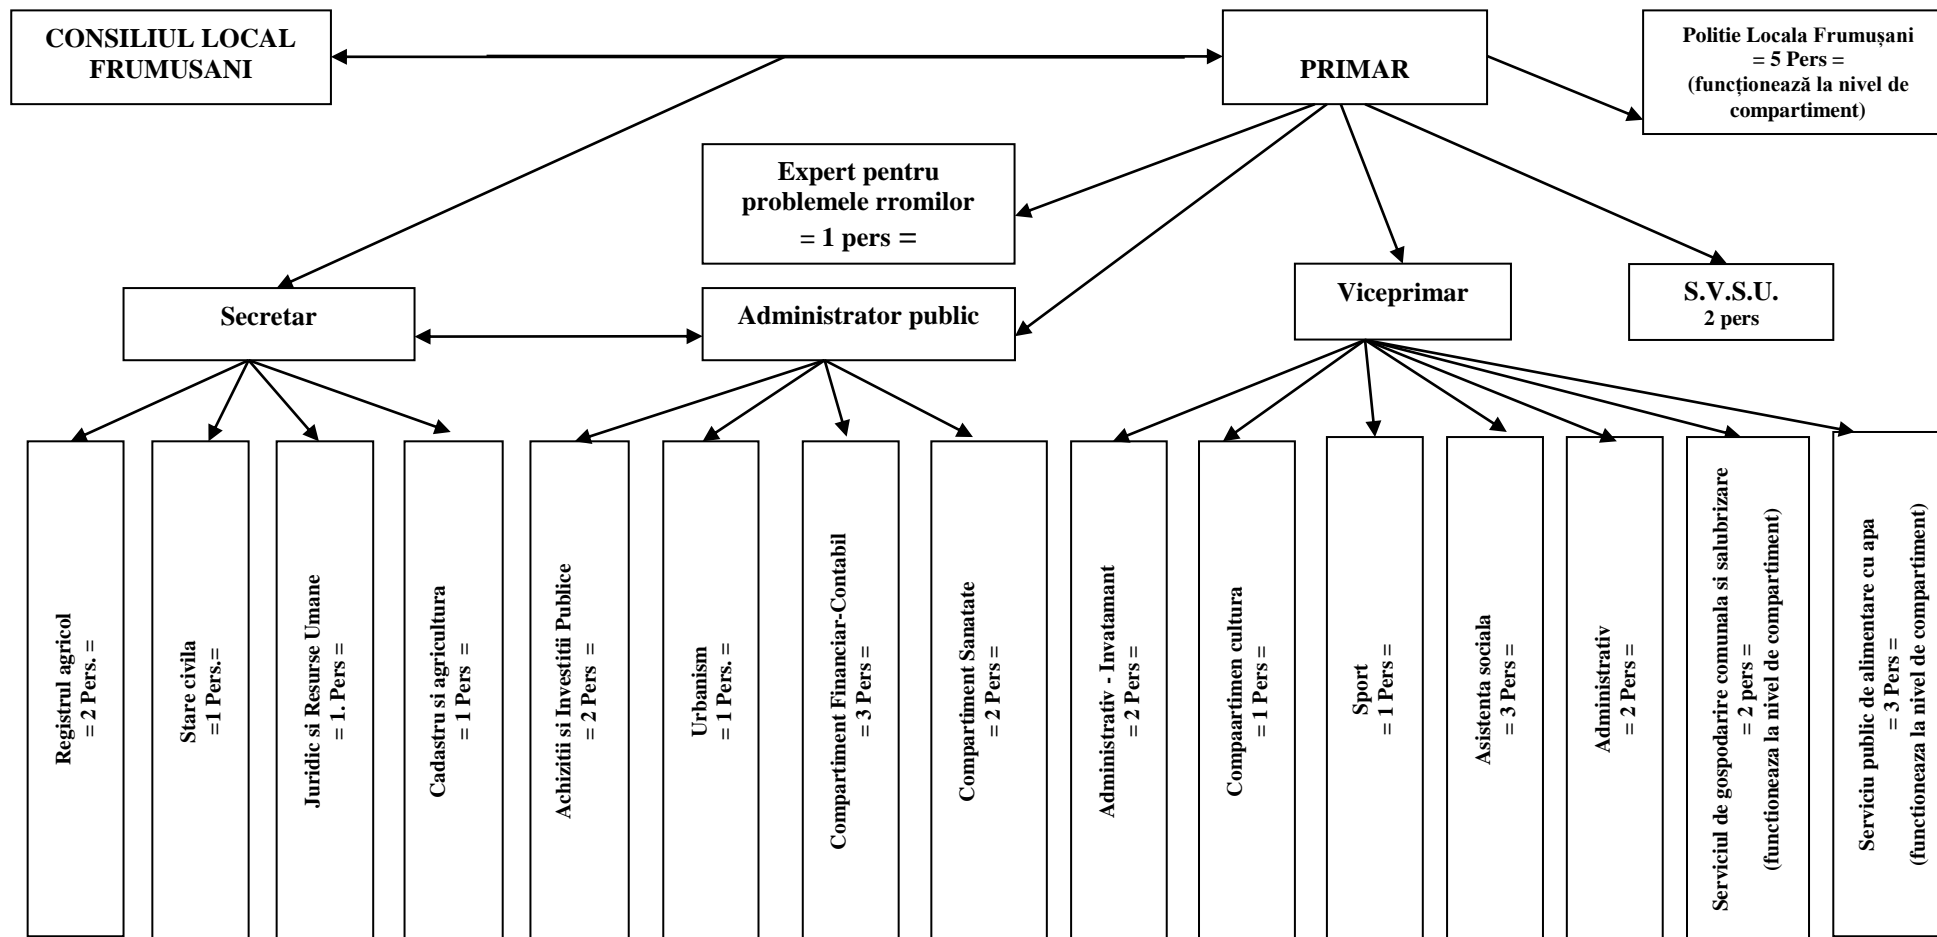 CONSILIUL LOCAL
FRUMUSANI
PRIMAR
Politie Locala Frumușani
= 5 Pers =
(funcționează la nivel de
compartiment)
Expert pentru
problemele rromilor
= 1 pers =
Secretar
Administrator public
Viceprimar
S.V.S.U.
2 pers
Registrul agricol
= 2 Pers. =
Stare civila
=1 Pers.=
Juridic si Resurse Umane
= 1. Pers =
Cadastru si agricultura
= 1 Pers =
Achizitii si Investitii Publice
= 2 Pers =
Urbanism
= 1 Pers. =
Compartiment Financiar-Contabil
= 3 Pers =
Compartiment Sanatate
= 2 Pers =
Administrativ - Invatamant
= 2 Pers =
Compaartimen cultura
= 1 Pers =
Sport
= 1 Pers =
Asistenta sociala
= 3 Pers =
Administrativ
= 2 Pers =
Serviciul de gospodarire comunala si salubrizare
= 2 pers =
(functioneaza la nivel de compartiment)
Serviciu public de alimentare cu apa
= 3 Pers =
(functioneaza la nivel de compartiment)